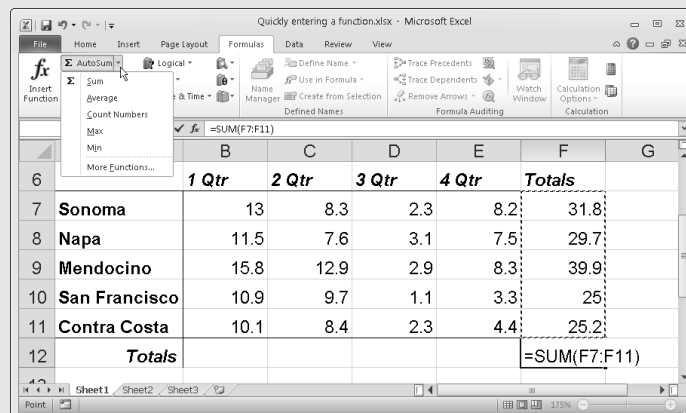 Quickly entering a function.xlsx - Microsoft Excel
File Home Insert Page Layout Formulas Data Review View
fx
Insert Function
Σ AutoSum
Logical
& Time
Σ Sum
Average
Count Numbers
Max
Min
More Functions...
Name Manager
Define Name
Use in Formula
Create from Selection
Defined Names
Trace Precedents
Trace Dependents
Remove Arrows
Formula Auditing
Watch Window
Calculation Options
Calculation
fx =SUM(F7:F11)
B C D E F G
6 1 Qtr 2 Qtr 3 Qtr 4 Qtr Totals
7 Sonoma 13 8.3 2.3 8.2 31.8
8 Napa 11.5 7.6 3.1 7.5 29.7
9 Mendocino 15.8 12.9 2.9 8.3 39.9
10 San Francisco 10.9 9.7 1.1 3.3 25
11 Contra Costa 10.1 8.4 2.3 4.4 25.2
12 Totals =SUM(F7:F11)
Sheet1 Sheet2 Sheet3
Point 175%